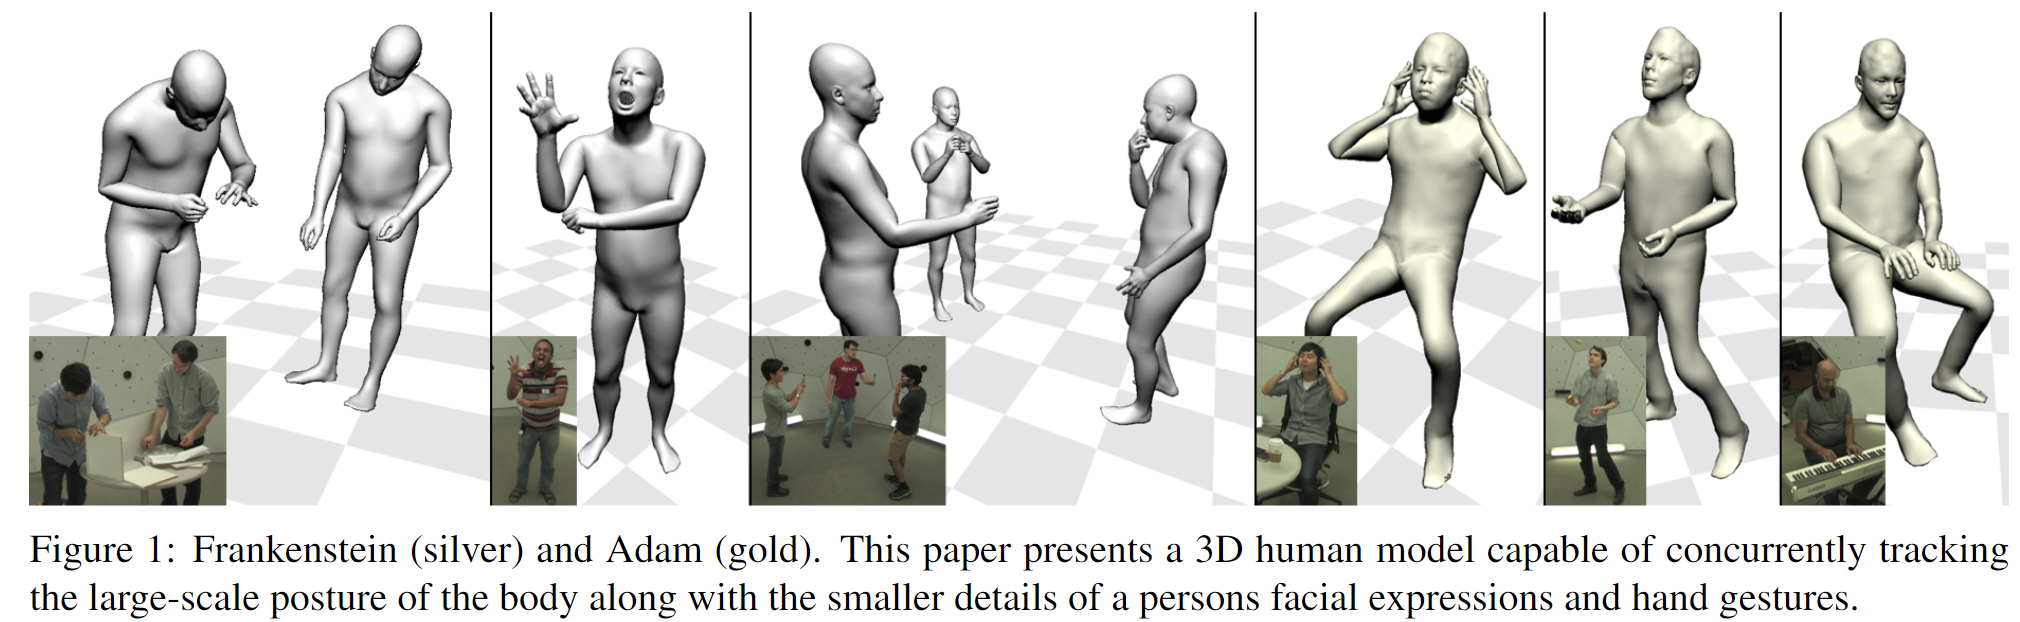 Figure 1: Frankenstein (silver) and Adam (gold). This paper presents a 3D human model capable of concurrently tracking
the large-scale posture of the body along with the smaller details of a persons facial expressions and hand gestures.